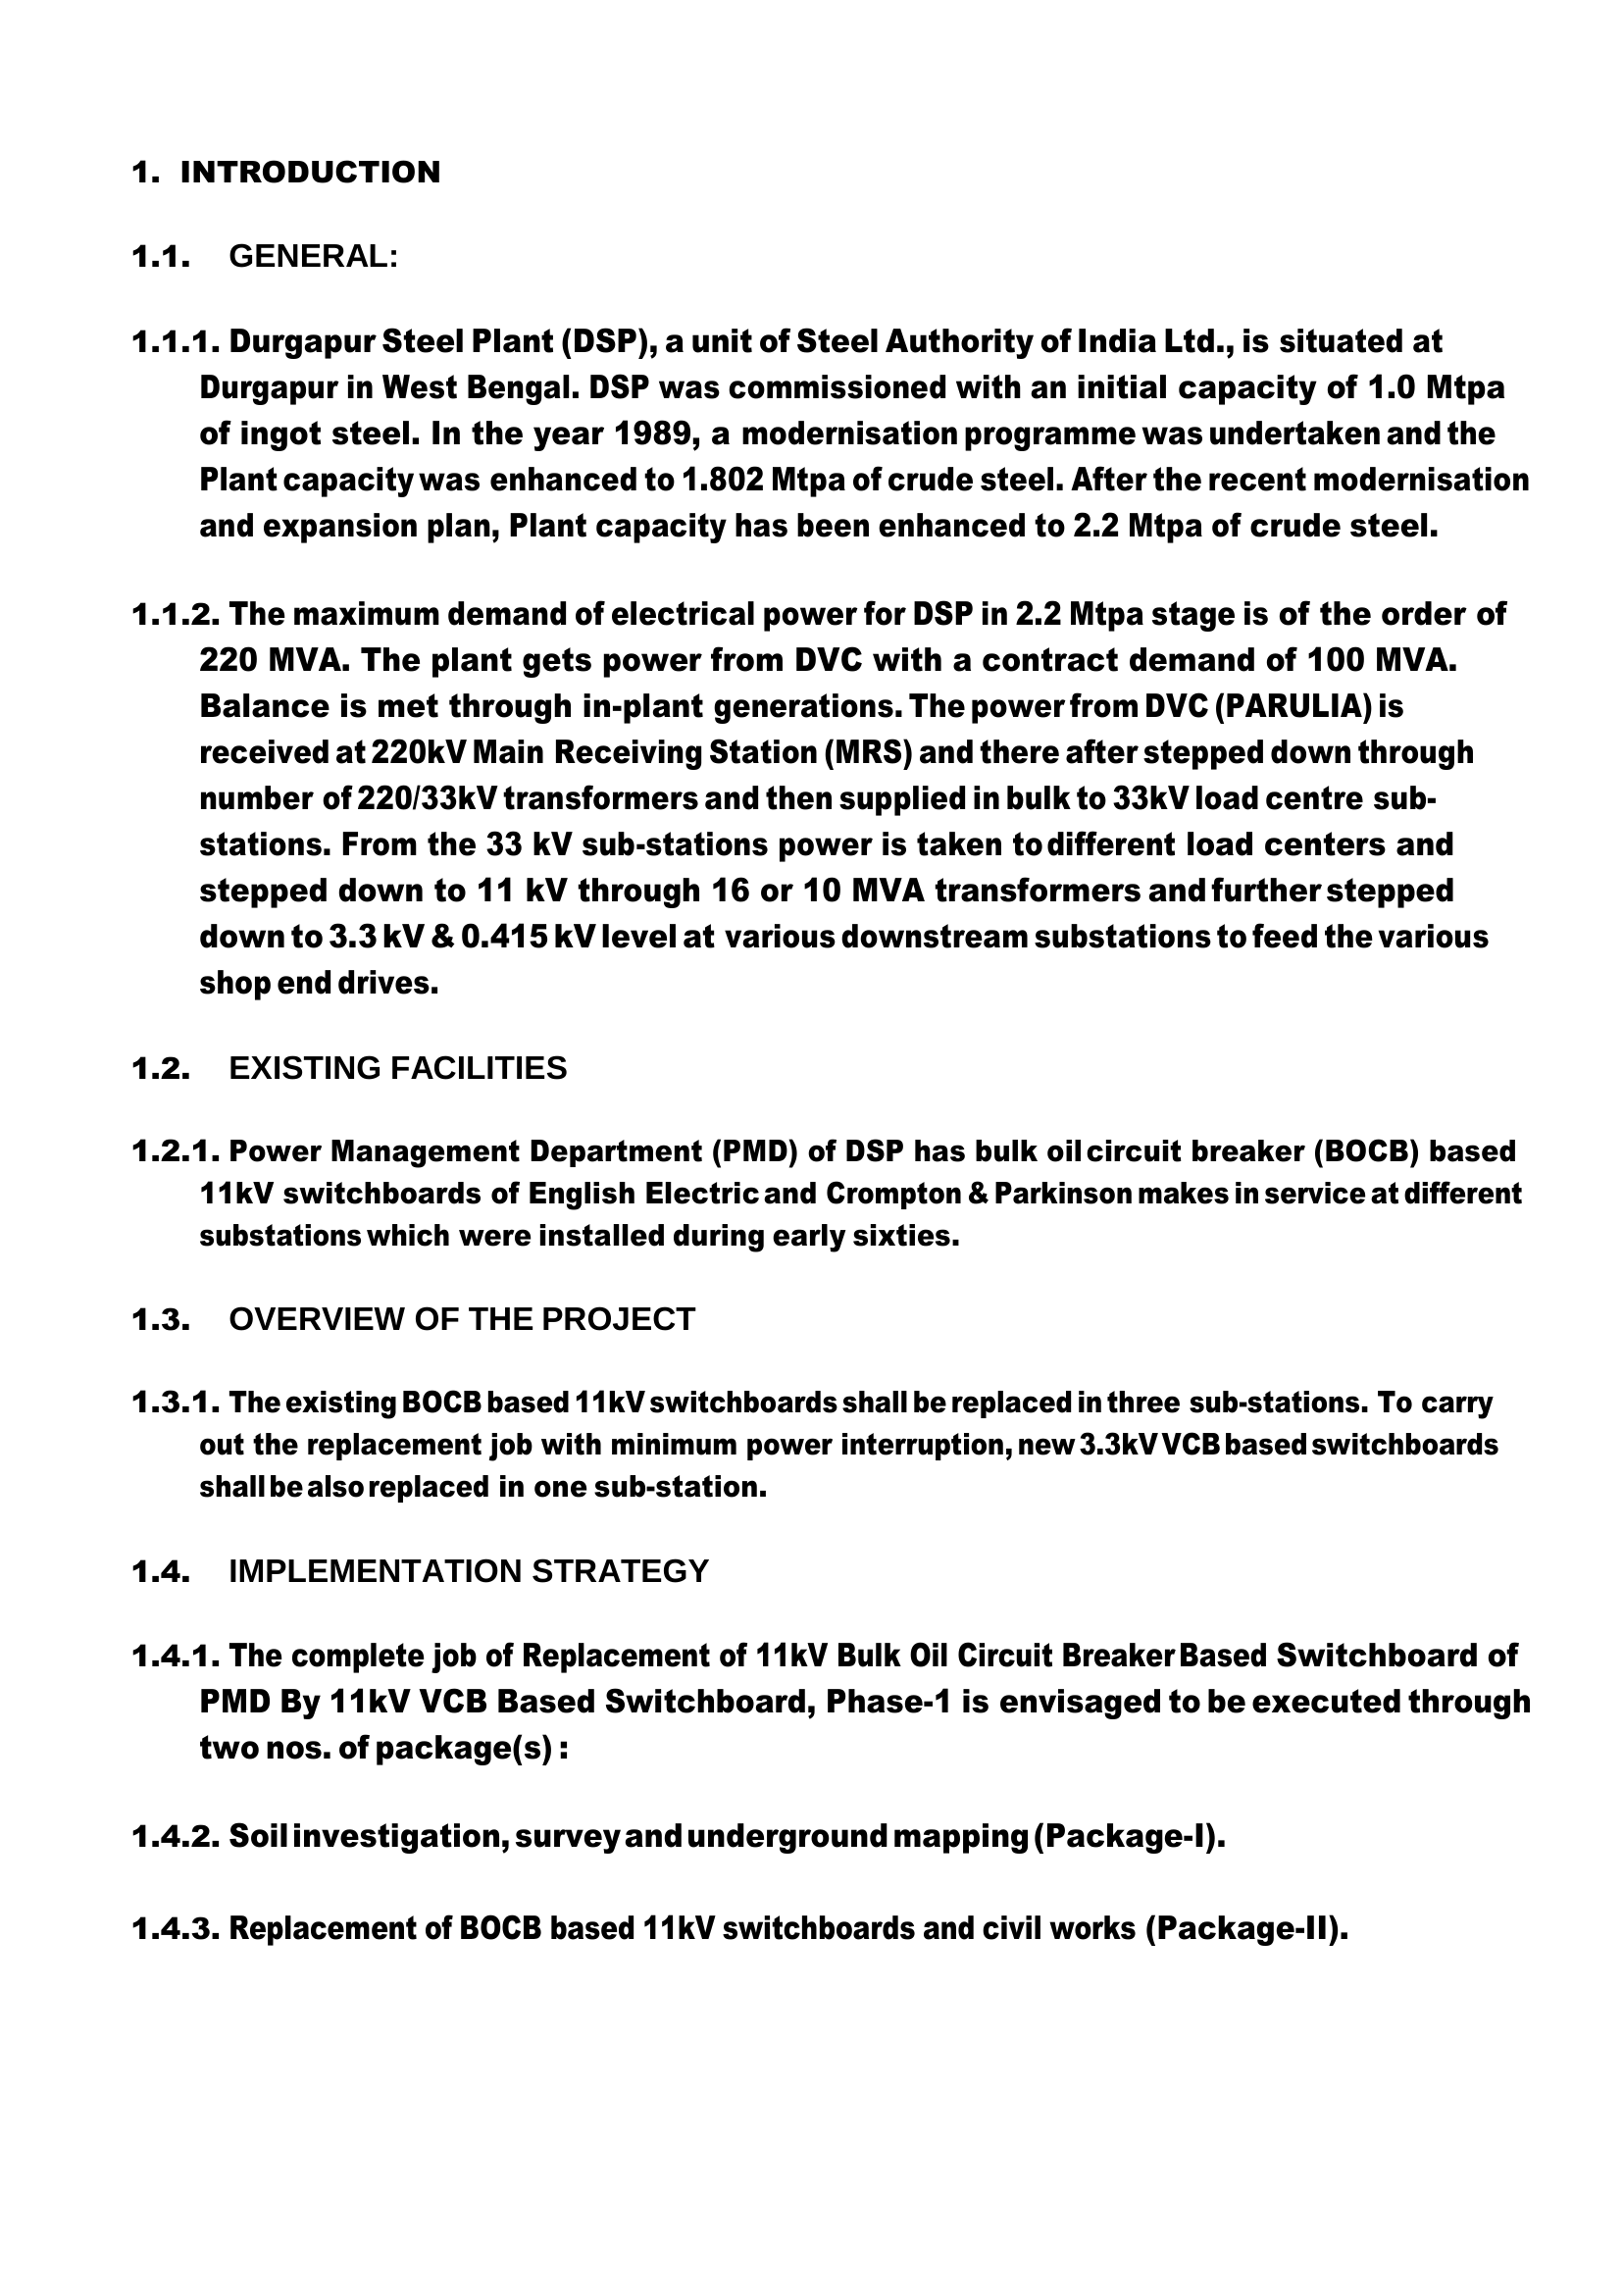 1. INTRODUCTION
1.1. GENERAL:
1.1.1. Durgapur Steel Plant (DSP), a unit of Steel Authority of India Ltd., is situated at
Durgapur in West Bengal. DSP was commissioned with an initial capacity of 1.0 Mtpa
of ingot steel. In the year 1989, a modernisation programme was undertaken and the
Plant capacity was enhanced to 1.802 Mtpa of crude steel. After the recent modernisation
and expansion plan, Plant capacity has been enhanced to 2.2 Mtpa of crude steel.
1.1.2. The maximum demand of electrical power for DSP in 2.2 Mtpa stage is of the order of
220 MVA. The plant gets power from DVC with a contract demand of 100 MVA.
Balance is met through in-plant generations. The power from DVC (PARULIA) is
received at 220kV Main Receiving Station (MRS) and there after stepped down through
number of 220/33kV transformers and then supplied in bulk to 33kV load centre sub-
stations. From the 33 kV sub-stations power is taken to different load centers and
stepped down to 11 kV through 16 or 10 MVA transformers and further stepped
down to 3.3 kV & 0.415 kV level at various downstream substations to feed the various
shop end drives.
1.2. EXISTING FACILITIES
1.2.1. Power Management Department (PMD) of DSP has bulk oil circuit breaker (BOCB) based
11kV switchboards of English Electric and Crompton & Parkinson makes in service at different
substations which were installed during early sixties.
1.3. OVERVIEW OF THE PROJECT
1.3.1. The existing BOCB based 11kV switchboards shall be replaced in three sub-stations. To carry
out the replacement job with minimum power interruption, new 3.3kV VCB based switchboards
shall be also replaced in one sub-station.
1.4. IMPLEMENTATION STRATEGY
1.4.1. The complete job of Replacement of 11kV Bulk Oil Circuit Breaker Based Switchboard of
PMD By 11kV VCB Based Switchboard, Phase-1 is envisaged to be executed through
two nos. of package(s) :
1.4.2. Soil investigation, survey and underground mapping (Package-I).
1.4.3. Replacement of BOCB based 11kV switchboards and civil works (Package-II).